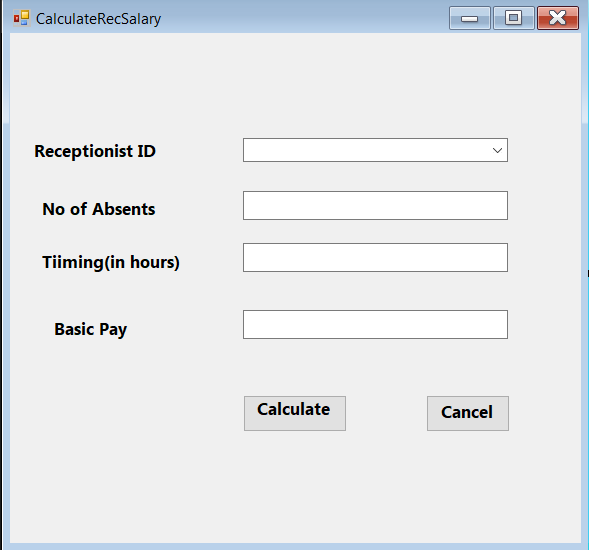 CalculateRecSalary
Receptionist ID
No of Absents
Tiiming(in hours)
Basic Pay
Calculate Cancel